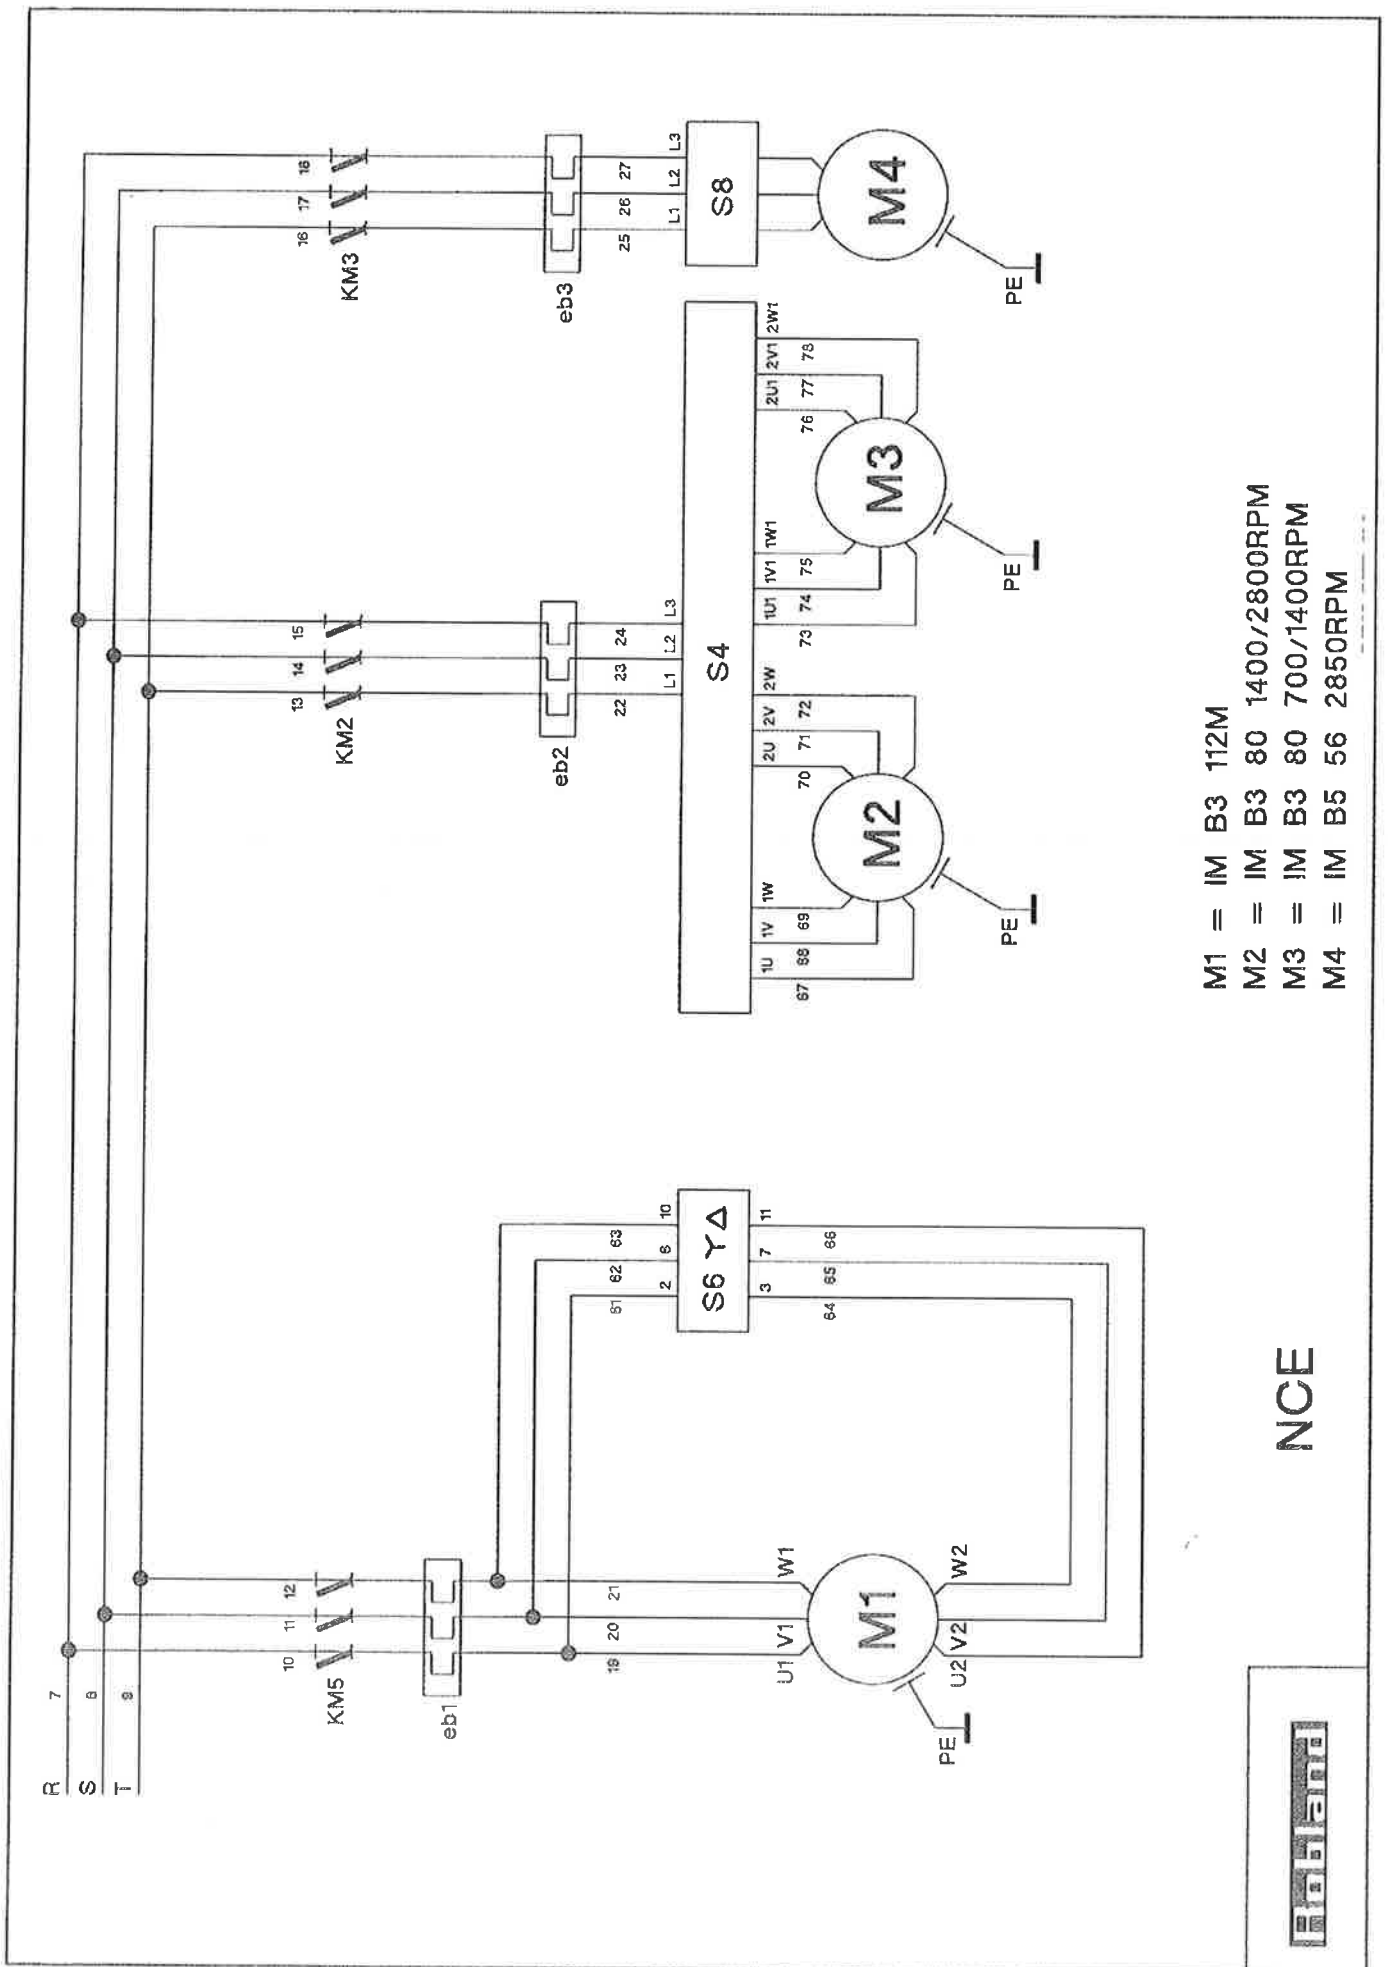 R 7
S 8
T 9
10 11 12
KM5
eb1
19 20 21
U1 V1 W1
M1
U2 V2 W2
PE
61 62 63
2 6 10
S6 Y Δ
3 7 11
64 65 66
13 14 15
KM2
eb2
22 23 24
L1 L2 L3
S4
1U 1V 1W
67 68 69
2U 2V 2W
70 71 72
M2
PE
1U1 1V1 1W1
73 74 75
2U1 2V1 2W1
76 77 78
M3
PE
16 17 18
KM3
eb3
25 26 27
L1 L2 L3
S8
M4
PE
M1 = IM B3 112M
M2 = IM B3 80 1400/2800RPM
M3 = IM B3 80 700/1400RPM
M4 = IM B5 56 2850RPM
NCE
Robland